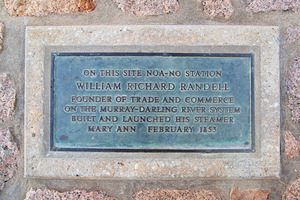 ON THIS SITE NOA-NO STATION
WILLIAM RICHARD RANDELL
FOUNDER OF TRADE AND COMMERCE
ON THE MURRAY-DARLING RIVER SYSTEM
BUILT AND LAUNCHED HIS STEAMER
MARY ANN FEBRUARY 1853